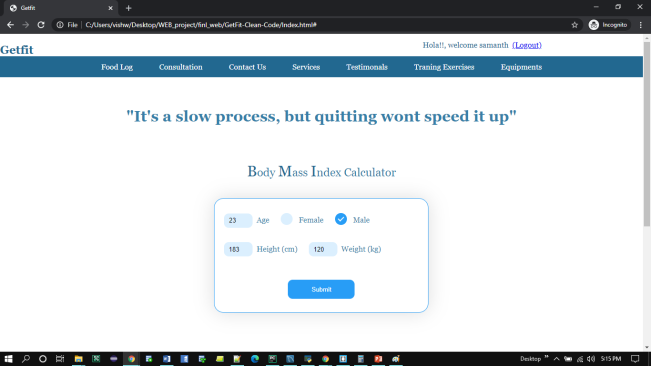 Getfit
File
C:/Users/vishw/Desktop/WEB_project/finl_web/GetFit-Clean-Code/Index.html#
Incognito
Hola!!, welcome samanth (Logout)
Getfit
Food Log Consultation Contact Us Services Testimonals Traning Exercises Equipments
"It's a slow process, but quitting wont speed it up"
Body Mass Index Calculator
23 Age Female Male
183 Height (cm) 120 Weight (kg)
Submit
Desktop 5:15 PM